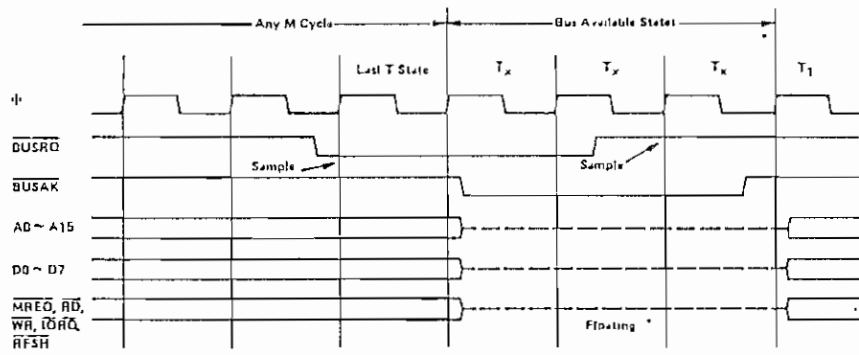 Any M Cycle
Bus Available States
Last T State
Tx
Tx
Tx
T1
Φ
BUSRQ
Sample
Sample
BUSAK
A0 ~ A15
D0 ~ D7
MREQ, RD,
WR, IORQ,
RFSH
Floating